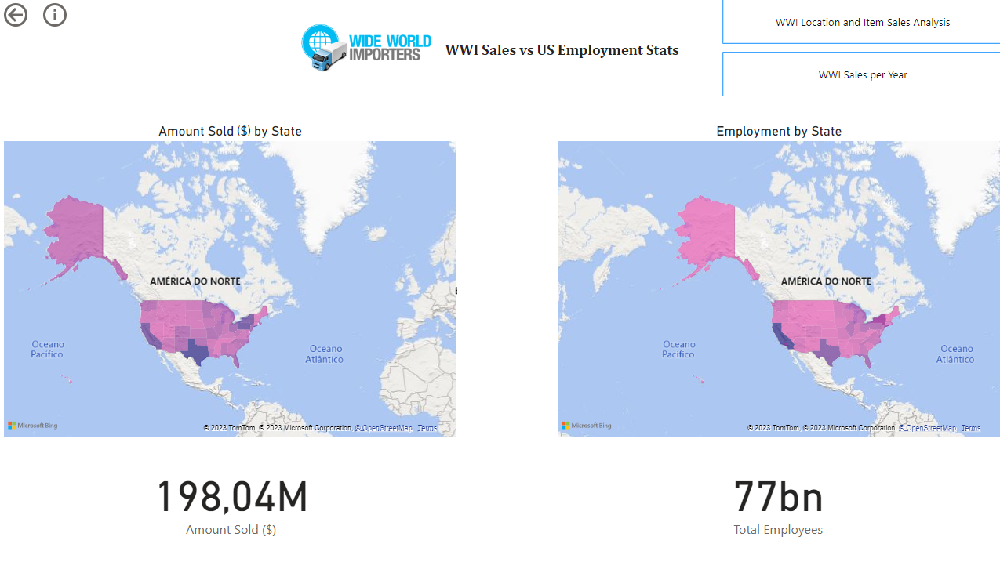 WWI Location and Item Sales Analysis
WIDE WORLD
IMPORTERS
WWI Sales vs US Employment Stats
WWI Sales per Year
Amount Sold ($) by State
Employment by State
AMÉRICA DO NORTE
Oceano
Pacífico
Oceano
Atlântico
Microsoft Bing
© 2023 TomTom, © 2023 Microsoft Corporation, © OpenStreetMap Terms
AMÉRICA DO NORTE
Oceano
Pacífico
Oceano
Atlântico
Microsoft Bing
© 2023 TomTom, © 2023 Microsoft Corporation, © OpenStreetMap Terms
198,04M
Amount Sold ($)
77bn
Total Employees